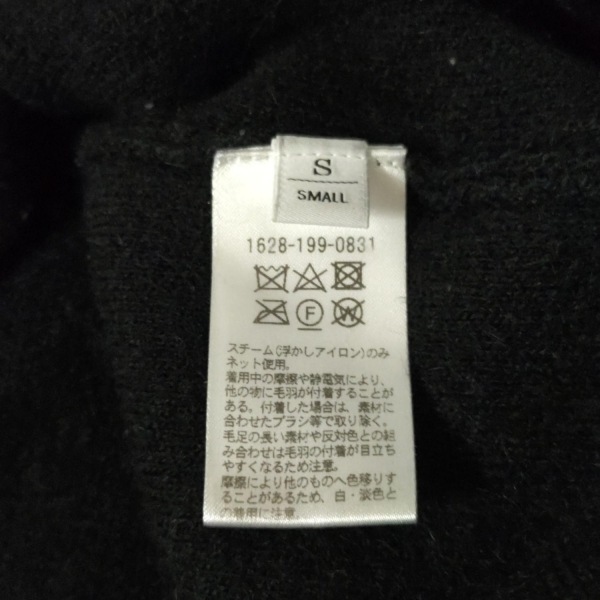 S
SMALL
1628-199-0831
F
W
スチーム(浮かしアイロン)のみ
ネット使用。
着用中の摩擦や静電気により、
他の物に毛羽が付着することが
ある。付着した場合は、素材に
合わせたブラシ等で取り除く。
毛足の長い素材や反対色との組
み合わせは毛羽の付着が目立ち
やすくなるため注意。
摩擦により他のものへ色移りす
ることがあるため、白・淡色と
の着用に注意。